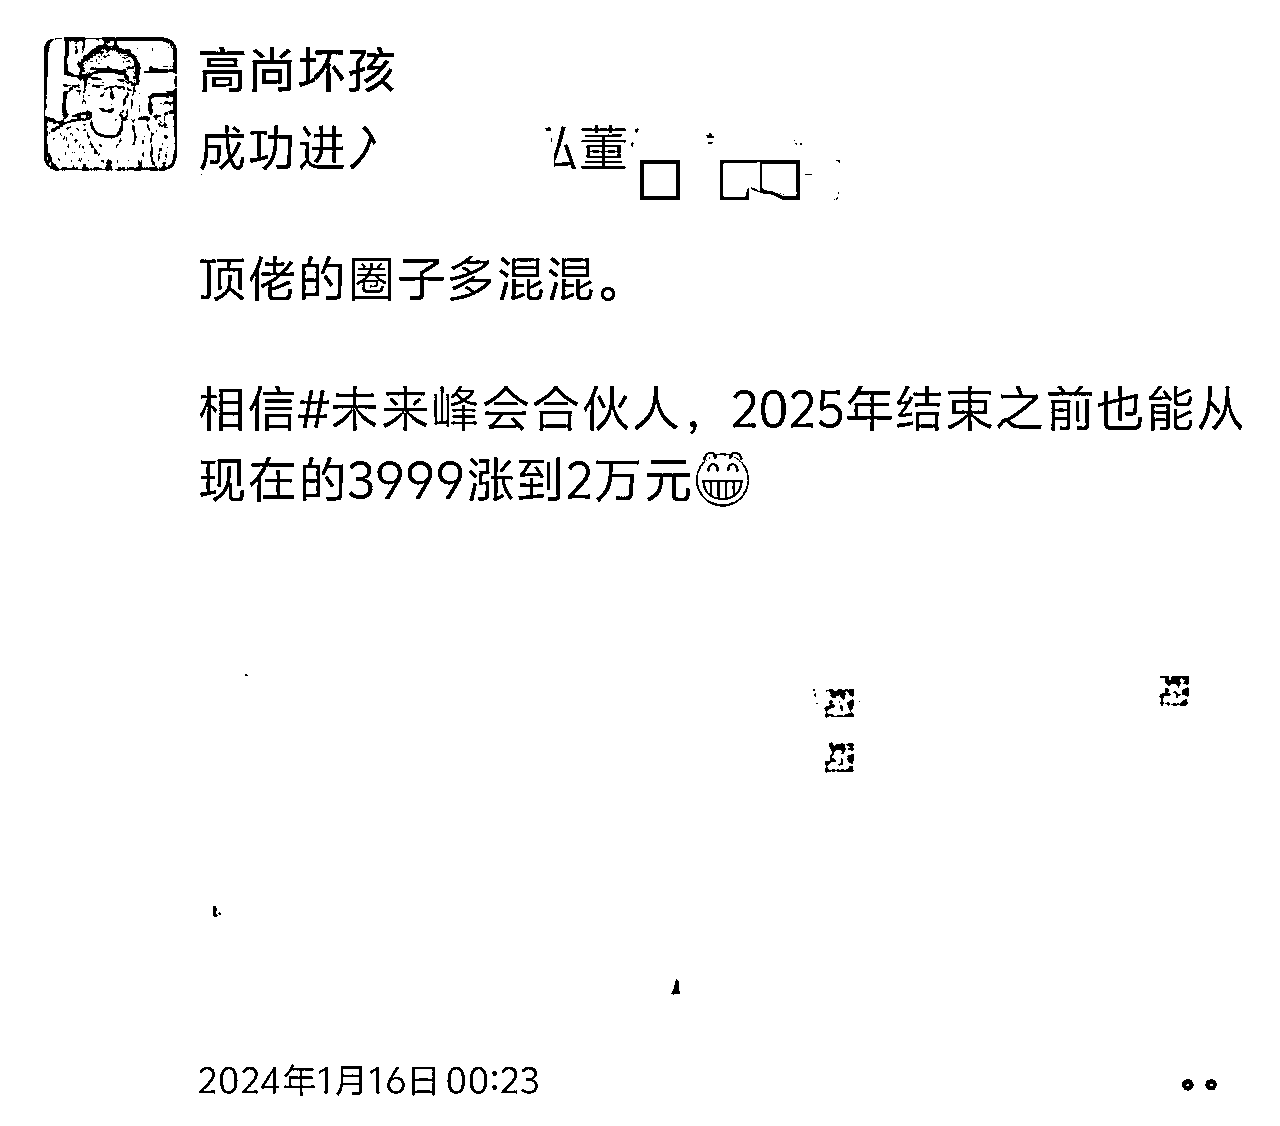 高尚坏孩
成功进 董
顶佬的圈子多混混。
相信#未来峰会合伙人，2025年结束之前也能从
现在的3999涨到2万元😁
2024年1月16日 00:23